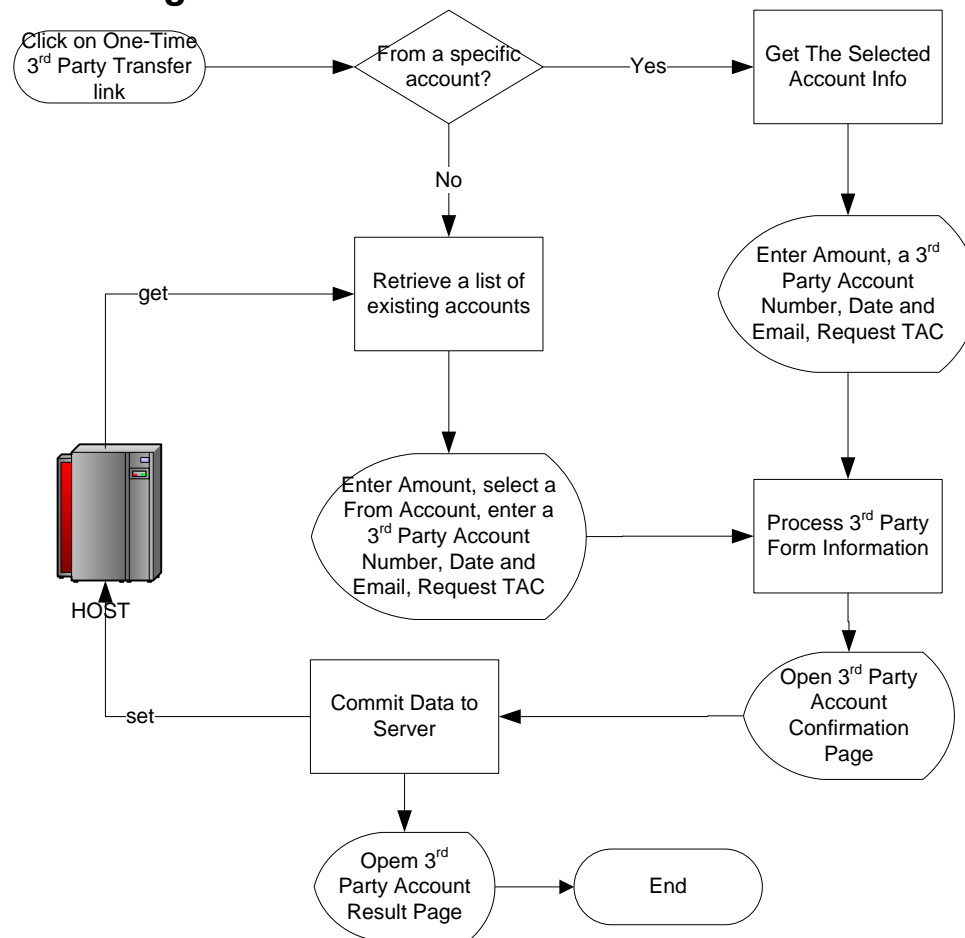 Click on One-Time
3rd Party Transfer
link
From a specific
account?
Yes
Get The Selected
Account Info
No
Retrieve a list of
existing accounts
get
Enter Amount, a 3rd
Party Account
Number, Date and
Email, Request TAC
Enter Amount, select a
From Account, enter a
3rd Party Account
Number, Date and
Email, Request TAC
Process 3rd Party
Form Information
HOST
Open 3rd Party
Account
Confirmation
Page
Commit Data to
Server
set
Opem 3rd
Party Account
Result Page
End